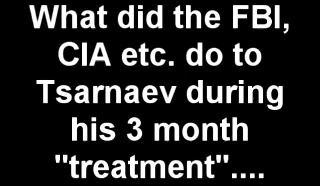 What did the FBI,
CIA etc. do to
Tsarnaev during
his 3 month
"treatment"....